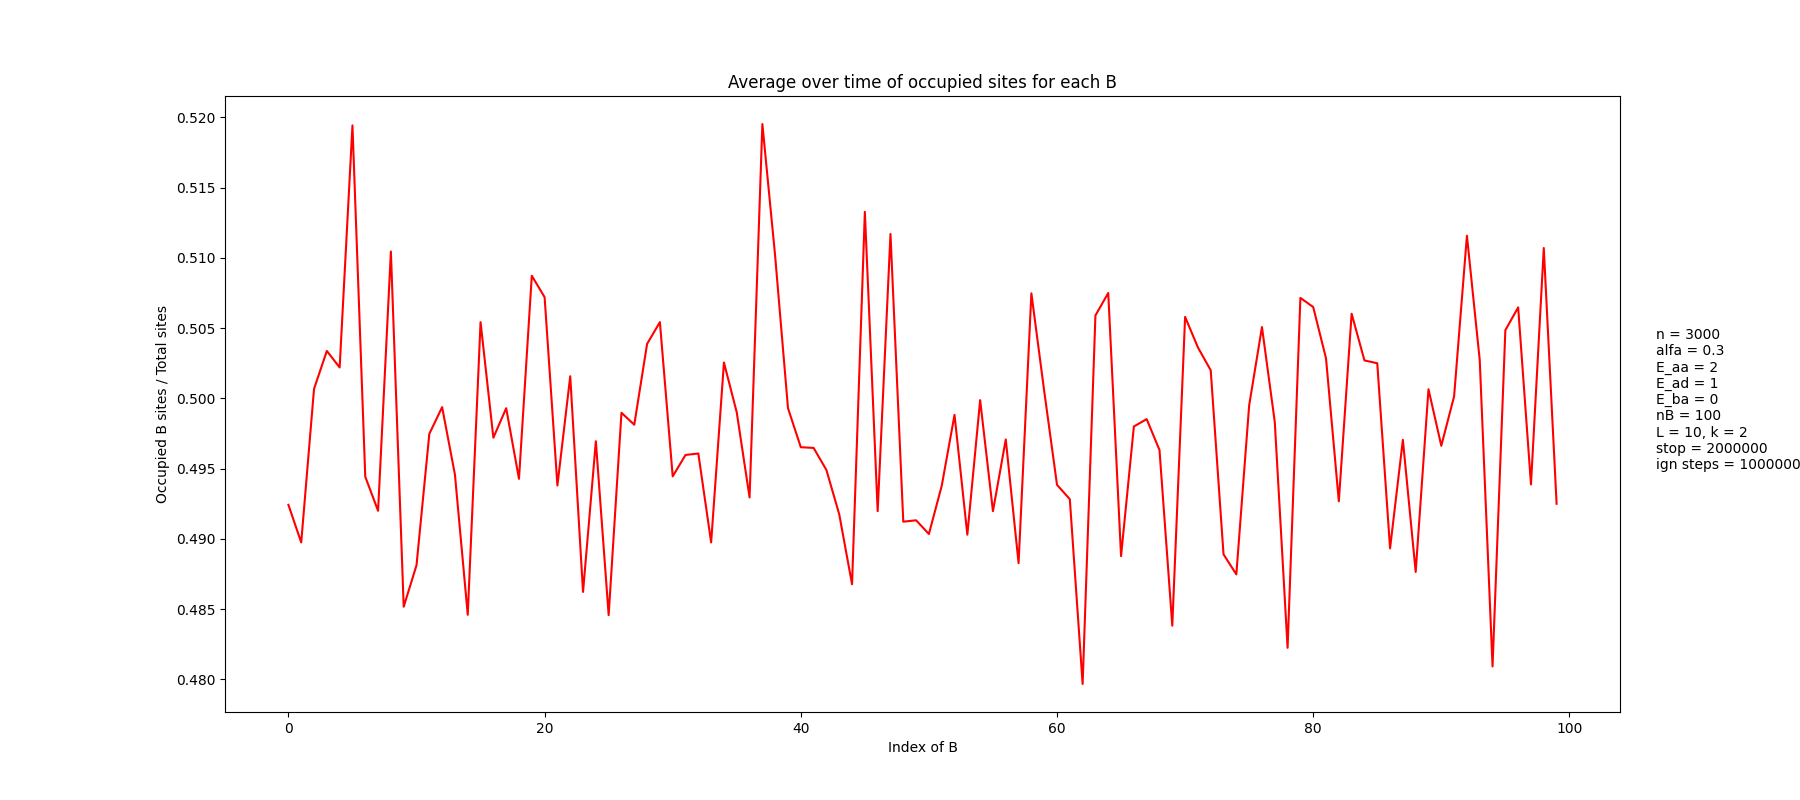 Average over time of occupied sites for each B
0.520
0.515
0.510
0.505
0.500
0.495
0.490
0.485
0.480
Occupied B sites / Total sites
0 20 40 60 80 100
Index of B
n = 3000
alfa = 0.3
E_aa = 2
E_ad = 1
E_ba = 0
nB = 100
L = 10, k = 2
stop = 2000000
ign steps = 1000000